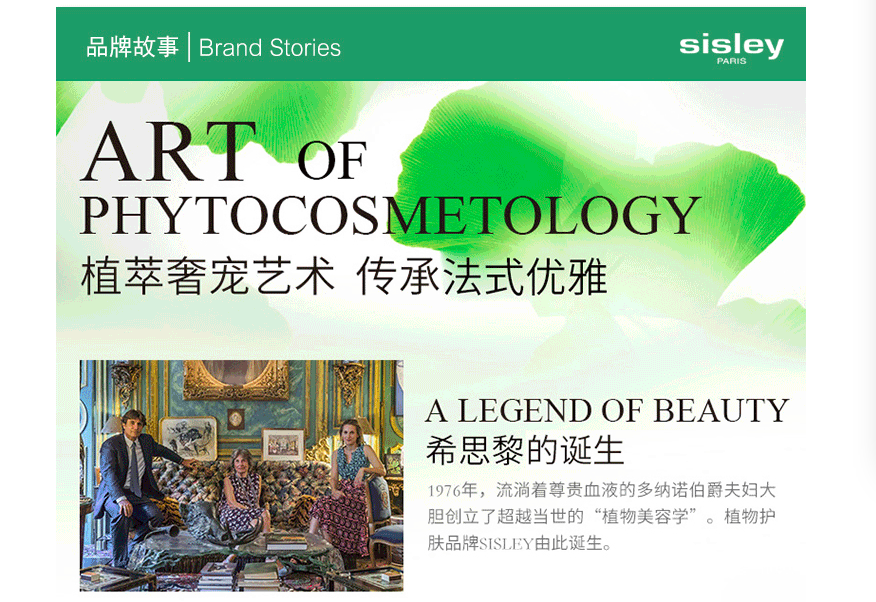 品牌故事 | Brand Stories
sisley
PARIS
ART OF
PHYTOCOSMETOLOGY
植萃奢宠艺术 传承法式优雅
A LEGEND OF BEAUTY
希思黎的诞生
1976年，流淌着尊贵血液的多纳诺伯爵夫妇大
胆创立了超越当世的“植物美容学”。植物护
肤品牌SISLEY由此诞生。